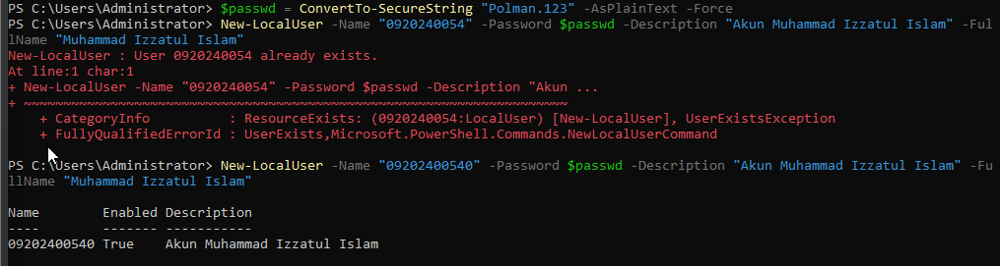 PS C:\Users\Administrator> $passwd = ConvertTo-SecureString "Polman.123" -AsPlainText -Force
PS C:\Users\Administrator> New-LocalUser -Name "0920240054" -Password $passwd -Description "Akun Muhammad Izzatul Islam" -Ful
lName "Muhammad Izzatul Islam"
New-LocalUser : User 0920240054 already exists.
At line:1 char:1
+ New-LocalUser -Name "0920240054" -Password $passwd -Description "Akun ...
+ ~~~~~~~~~~~~~~~~~~~~~~~~~~~~~~~~~~~~~~~~~~~~~~~~~~~~~~~~~~~~~~~~~~~~~
    + CategoryInfo          : ResourceExists: (0920240054:LocalUser) [New-LocalUser], UserExistsException
    + FullyQualifiedErrorId : UserExists,Microsoft.PowerShell.Commands.NewLocalUserCommand
PS C:\Users\Administrator> New-LocalUser -Name "09202400540" -Password $passwd -Description "Akun Muhammad Izzatul Islam" -Fu
llName "Muhammad Izzatul Islam"
Name        Enabled Description
----        ------- -----------
09202400540 True    Akun Muhammad Izzatul Islam